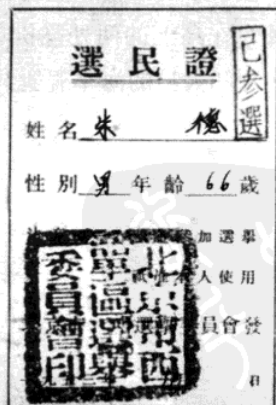 選民證
已参選
姓名朱 德
性別男年齡66歲
加選舉
人使用
員會發
北京市西
單區選舉
委員會印
日